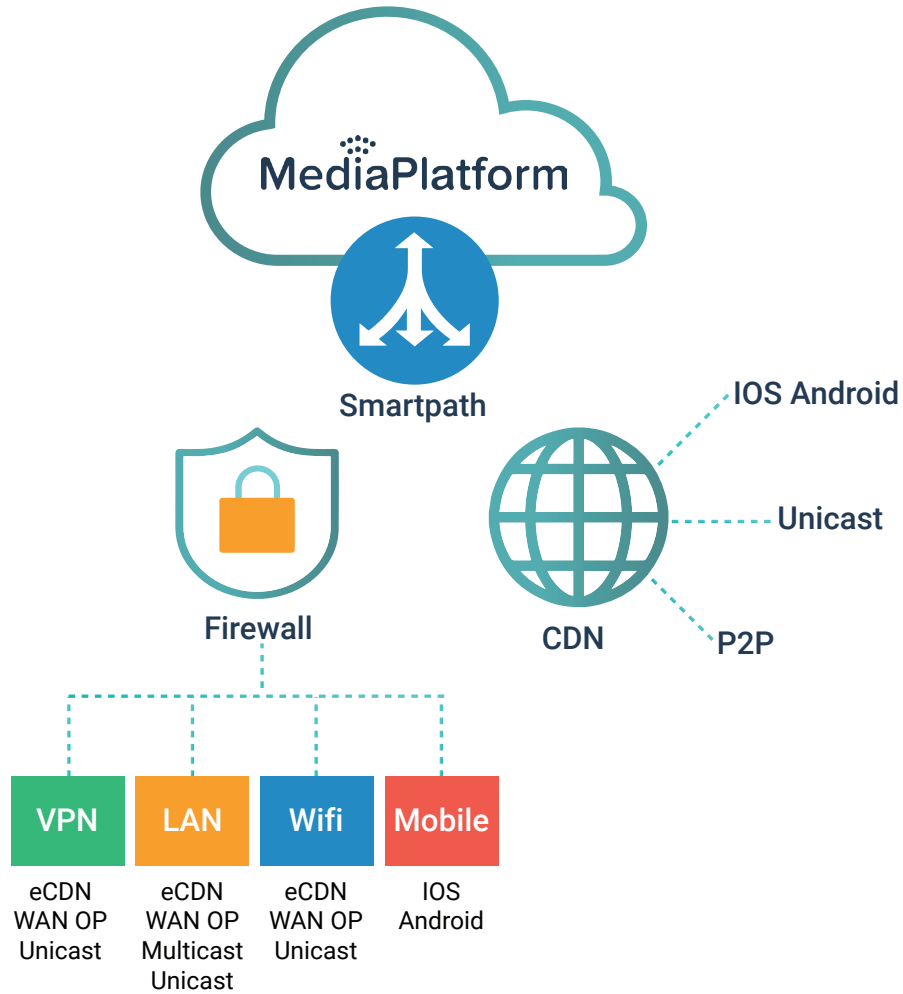 MediaPlatform
Smartpath
IOS Android
Unicast
P2P
CDN
Firewall
VPN
LAN
Wifi
Mobile
eCDN
WAN OP
Unicast
eCDN
WAN OP
Multicast
Unicast
eCDN
WAN OP
Unicast
IOS
Android